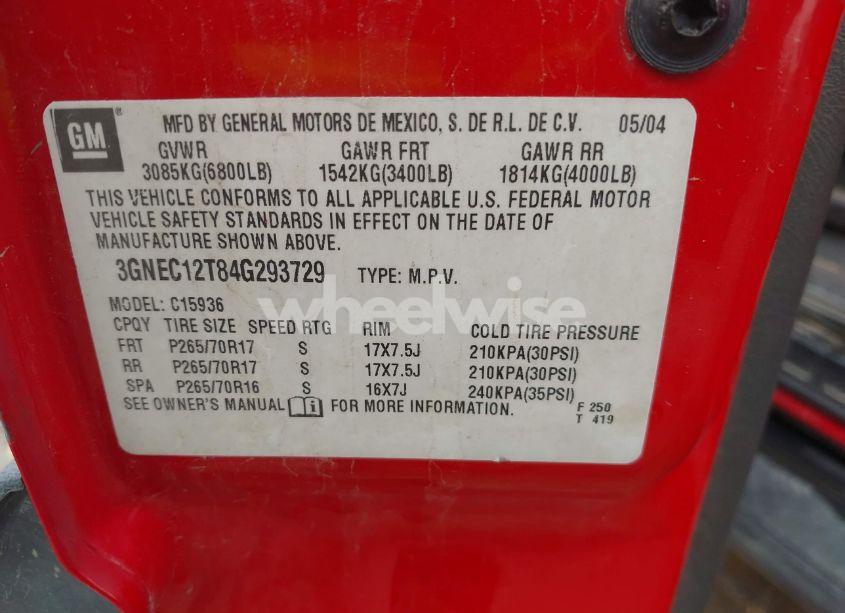 GM® MFD BY GENERAL MOTORS DE MEXICO, S. DE R.L. DE C.V. 05/04
GVWR GAWR FRT GAWR RR
3085KG(6800LB) 1542KG(3400LB) 1814KG(4000LB)
THIS VEHICLE CONFORMS TO ALL APPLICABLE U.S. FEDERAL MOTOR
VEHICLE SAFETY STANDARDS IN EFFECT ON THE DATE OF
MANUFACTURE SHOWN ABOVE.
3GNEC12T84G293729 TYPE: M.P.V.
wheelwise
MODEL: C15936
CPQY TIRE SIZE SPEED RTG RIM COLD TIRE PRESSURE
FRT P265/70R17 S 17X7.5J 210KPA(30PSI)
RR P265/70R17 S 17X7.5J 210KPA(30PSI)
SPA P265/70R16 S 16X7J 240KPA(35PSI)
SEE OWNER'S MANUAL i FOR MORE INFORMATION. F 250
T 419